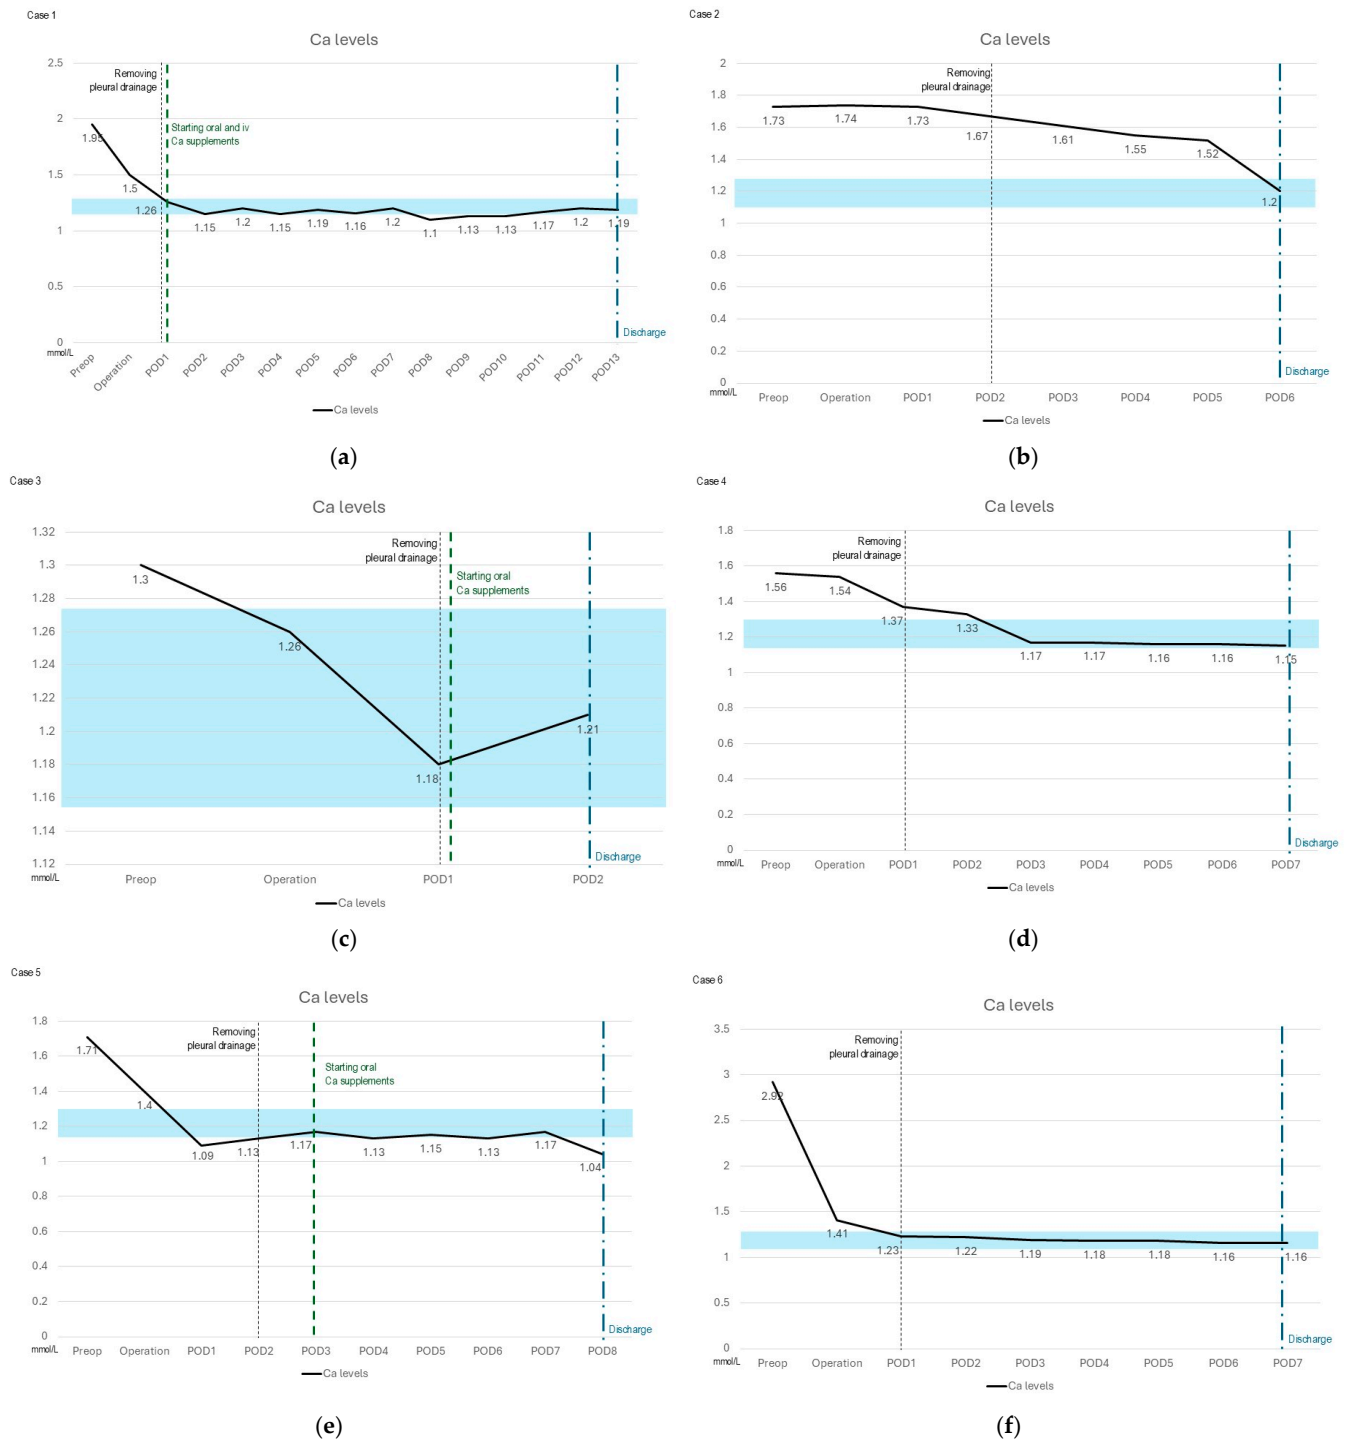 Case 1
Ca levels
2.5
2
1.5
1
0.5
0
mmol/L
Removing
pleural drainage
Starting oral and iv
Ca supplements
1.95
1.5
1.26
1.15
1.2
1.15
1.19
1.16
1.2
1.1
1.13
1.13
1.17
1.2
1.19
Discharge
Preop
Operation
POD1
POD2
POD3
POD4
POD5
POD6
POD7
POD8
POD9
POD10
POD11
POD12
POD13
Ca levels
(a)
Case 2
Ca levels
2
1.8
1.6
1.4
1.2
1
0.8
0.6
0.4
0.2
0
mmol/L
Removing
pleural drainage
1.73
1.74
1.73
1.67
1.61
1.55
1.52
1.2
Discharge
Preop
Operation
POD1
POD2
POD3
POD4
POD5
POD6
Ca levels
(b)
Case 3
Ca levels
1.32
1.3
1.28
1.26
1.24
1.22
1.2
1.18
1.16
1.14
1.12
mmol/L
Removing
pleural drainage
Starting oral
Ca supplements
1.3
1.26
1.18
1.21
Discharge
Preop
Operation
POD1
POD2
Ca levels
(c)
Case 4
Ca levels
1.8
1.6
1.4
1.2
1
0.8
0.6
0.4
0.2
0
mmol/L
Removing
pleural drainage
1.56
1.54
1.37
1.33
1.17
1.17
1.16
1.16
1.15
Discharge
Preop
Operation
POD1
POD2
POD3
POD4
POD5
POD6
POD7
Ca levels
(d)
Case 5
Ca levels
1.8
1.6
1.4
1.2
1
0.8
0.6
0.4
0.2
0
mmol/L
Removing
pleural drainage
Starting oral
Ca supplements
1.71
1.4
1.09
1.13
1.17
1.13
1.15
1.13
1.17
1.04
Discharge
Preop
Operation
POD1
POD2
POD3
POD4
POD5
POD6
POD7
POD8
Ca levels
(e)
Case 6
Ca levels
3.5
3
2.5
2
1.5
1
0.5
0
mmol/L
Removing
pleural drainage
2.92
1.41
1.23
1.22
1.19
1.18
1.18
1.16
1.16
Discharge
Preop
Operation
POD1
POD2
POD3
POD4
POD5
POD6
POD7
Ca levels
(f)